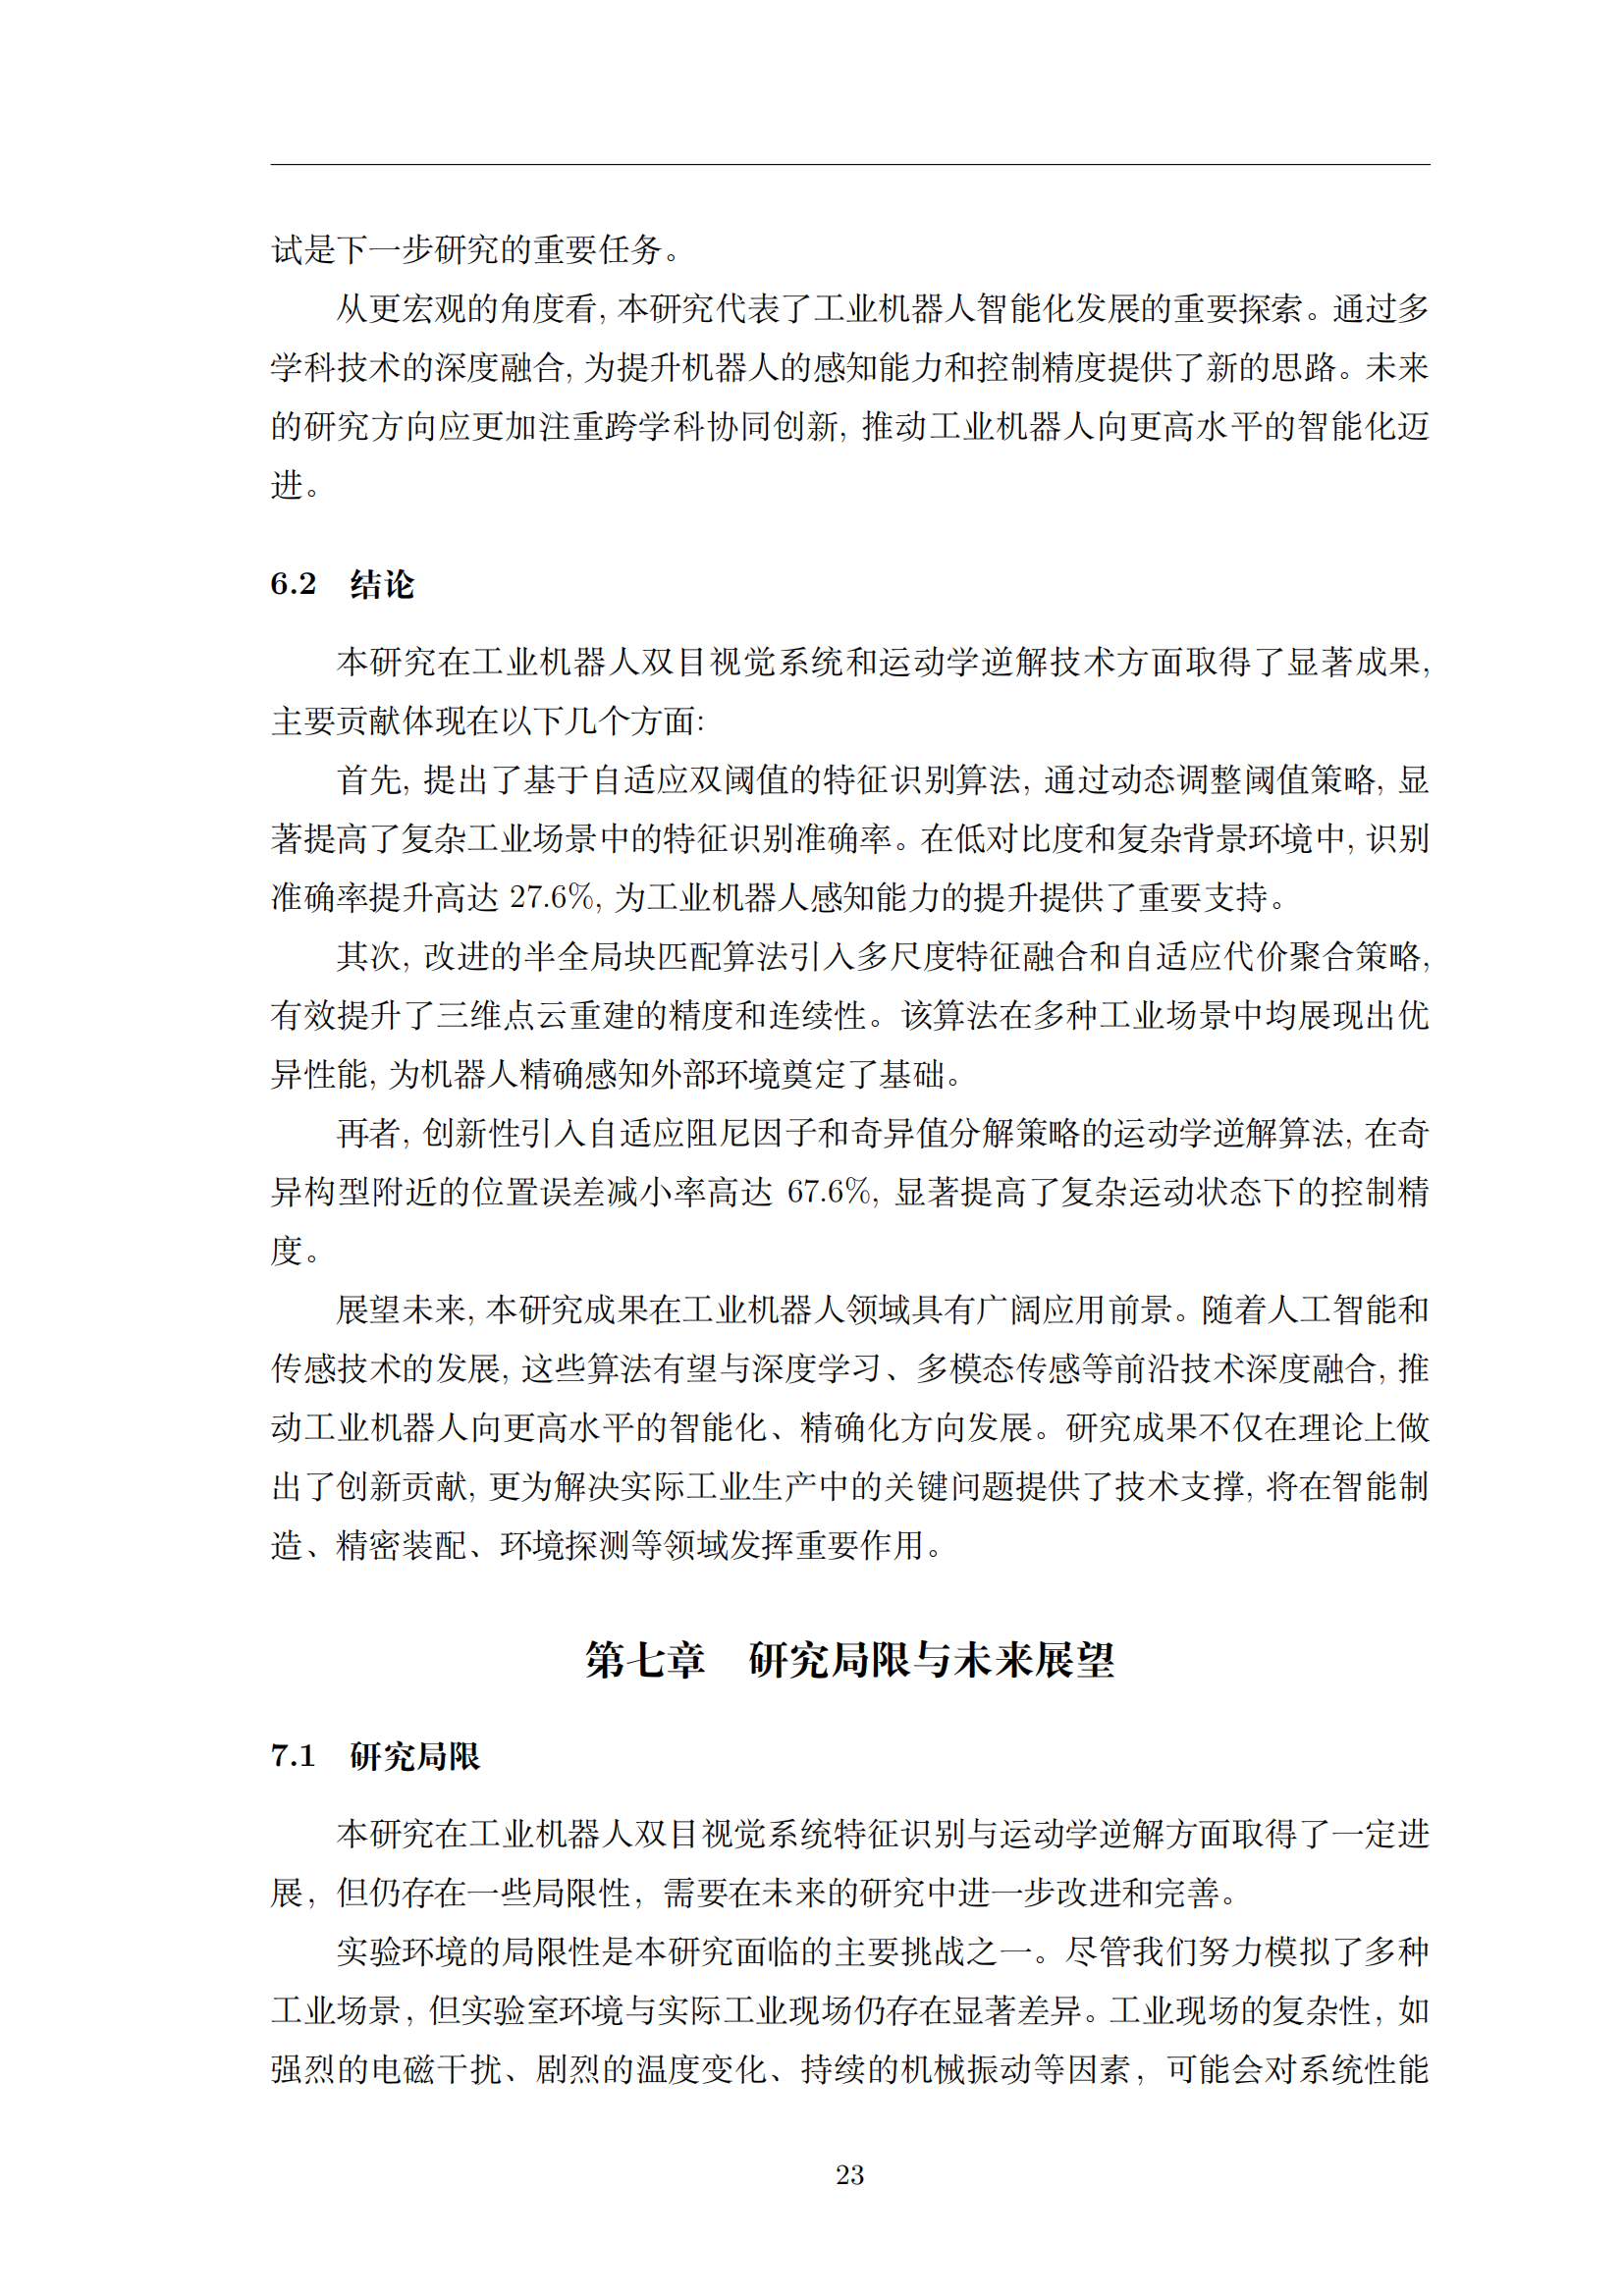 试是下一步研究的重要任务。
从更宏观的角度看, 本研究代表了工业机器人智能化发展的重要探索。通过多
学科技术的深度融合, 为提升机器人的感知能力和控制精度提供了新的思路。未来
的研究方向应更加注重跨学科协同创新, 推动工业机器人向更高水平的智能化迈
进。
6.2 结论
本研究在工业机器人双目视觉系统和运动学逆解技术方面取得了显著成果,
主要贡献体现在以下几个方面:
首先, 提出了基于自适应双阈值的特征识别算法, 通过动态调整阈值策略, 显
著提高了复杂工业场景中的特征识别准确率。在低对比度和复杂背景环境中, 识别
准确率提升高达 27.6%, 为工业机器人感知能力的提升提供了重要支持。
其次, 改进的半全局块匹配算法引入多尺度特征融合和自适应代价聚合策略,
有效提升了三维点云重建的精度和连续性。该算法在多种工业场景中均展现出优
异性能, 为机器人精确感知外部环境奠定了基础。
再者, 创新性引入自适应阻尼因子和奇异值分解策略的运动学逆解算法, 在奇
异构型附近的位置误差减小率高达 67.6%, 显著提高了复杂运动状态下的控制精
度。
展望未来, 本研究成果在工业机器人领域具有广阔应用前景。随着人工智能和
传感技术的发展, 这些算法有望与深度学习、多模态传感等前沿技术深度融合, 推
动工业机器人向更高水平的智能化、精确化方向发展。研究成果不仅在理论上做
出了创新贡献, 更为解决实际工业生产中的关键问题提供了技术支撑, 将在智能制
造、精密装配、环境探测等领域发挥重要作用。
第七章 研究局限与未来展望
7.1 研究局限
本研究在工业机器人双目视觉系统特征识别与运动学逆解方面取得了一定进
展，但仍存在一些局限性，需要在未来的研究中进一步改进和完善。
实验环境的局限性是本研究面临的主要挑战之一。尽管我们努力模拟了多种
工业场景，但实验室环境与实际工业现场仍存在显著差异。工业现场的复杂性，如
强烈的电磁干扰、剧烈的温度变化、持续的机械振动等因素，可能会对系统性能
23